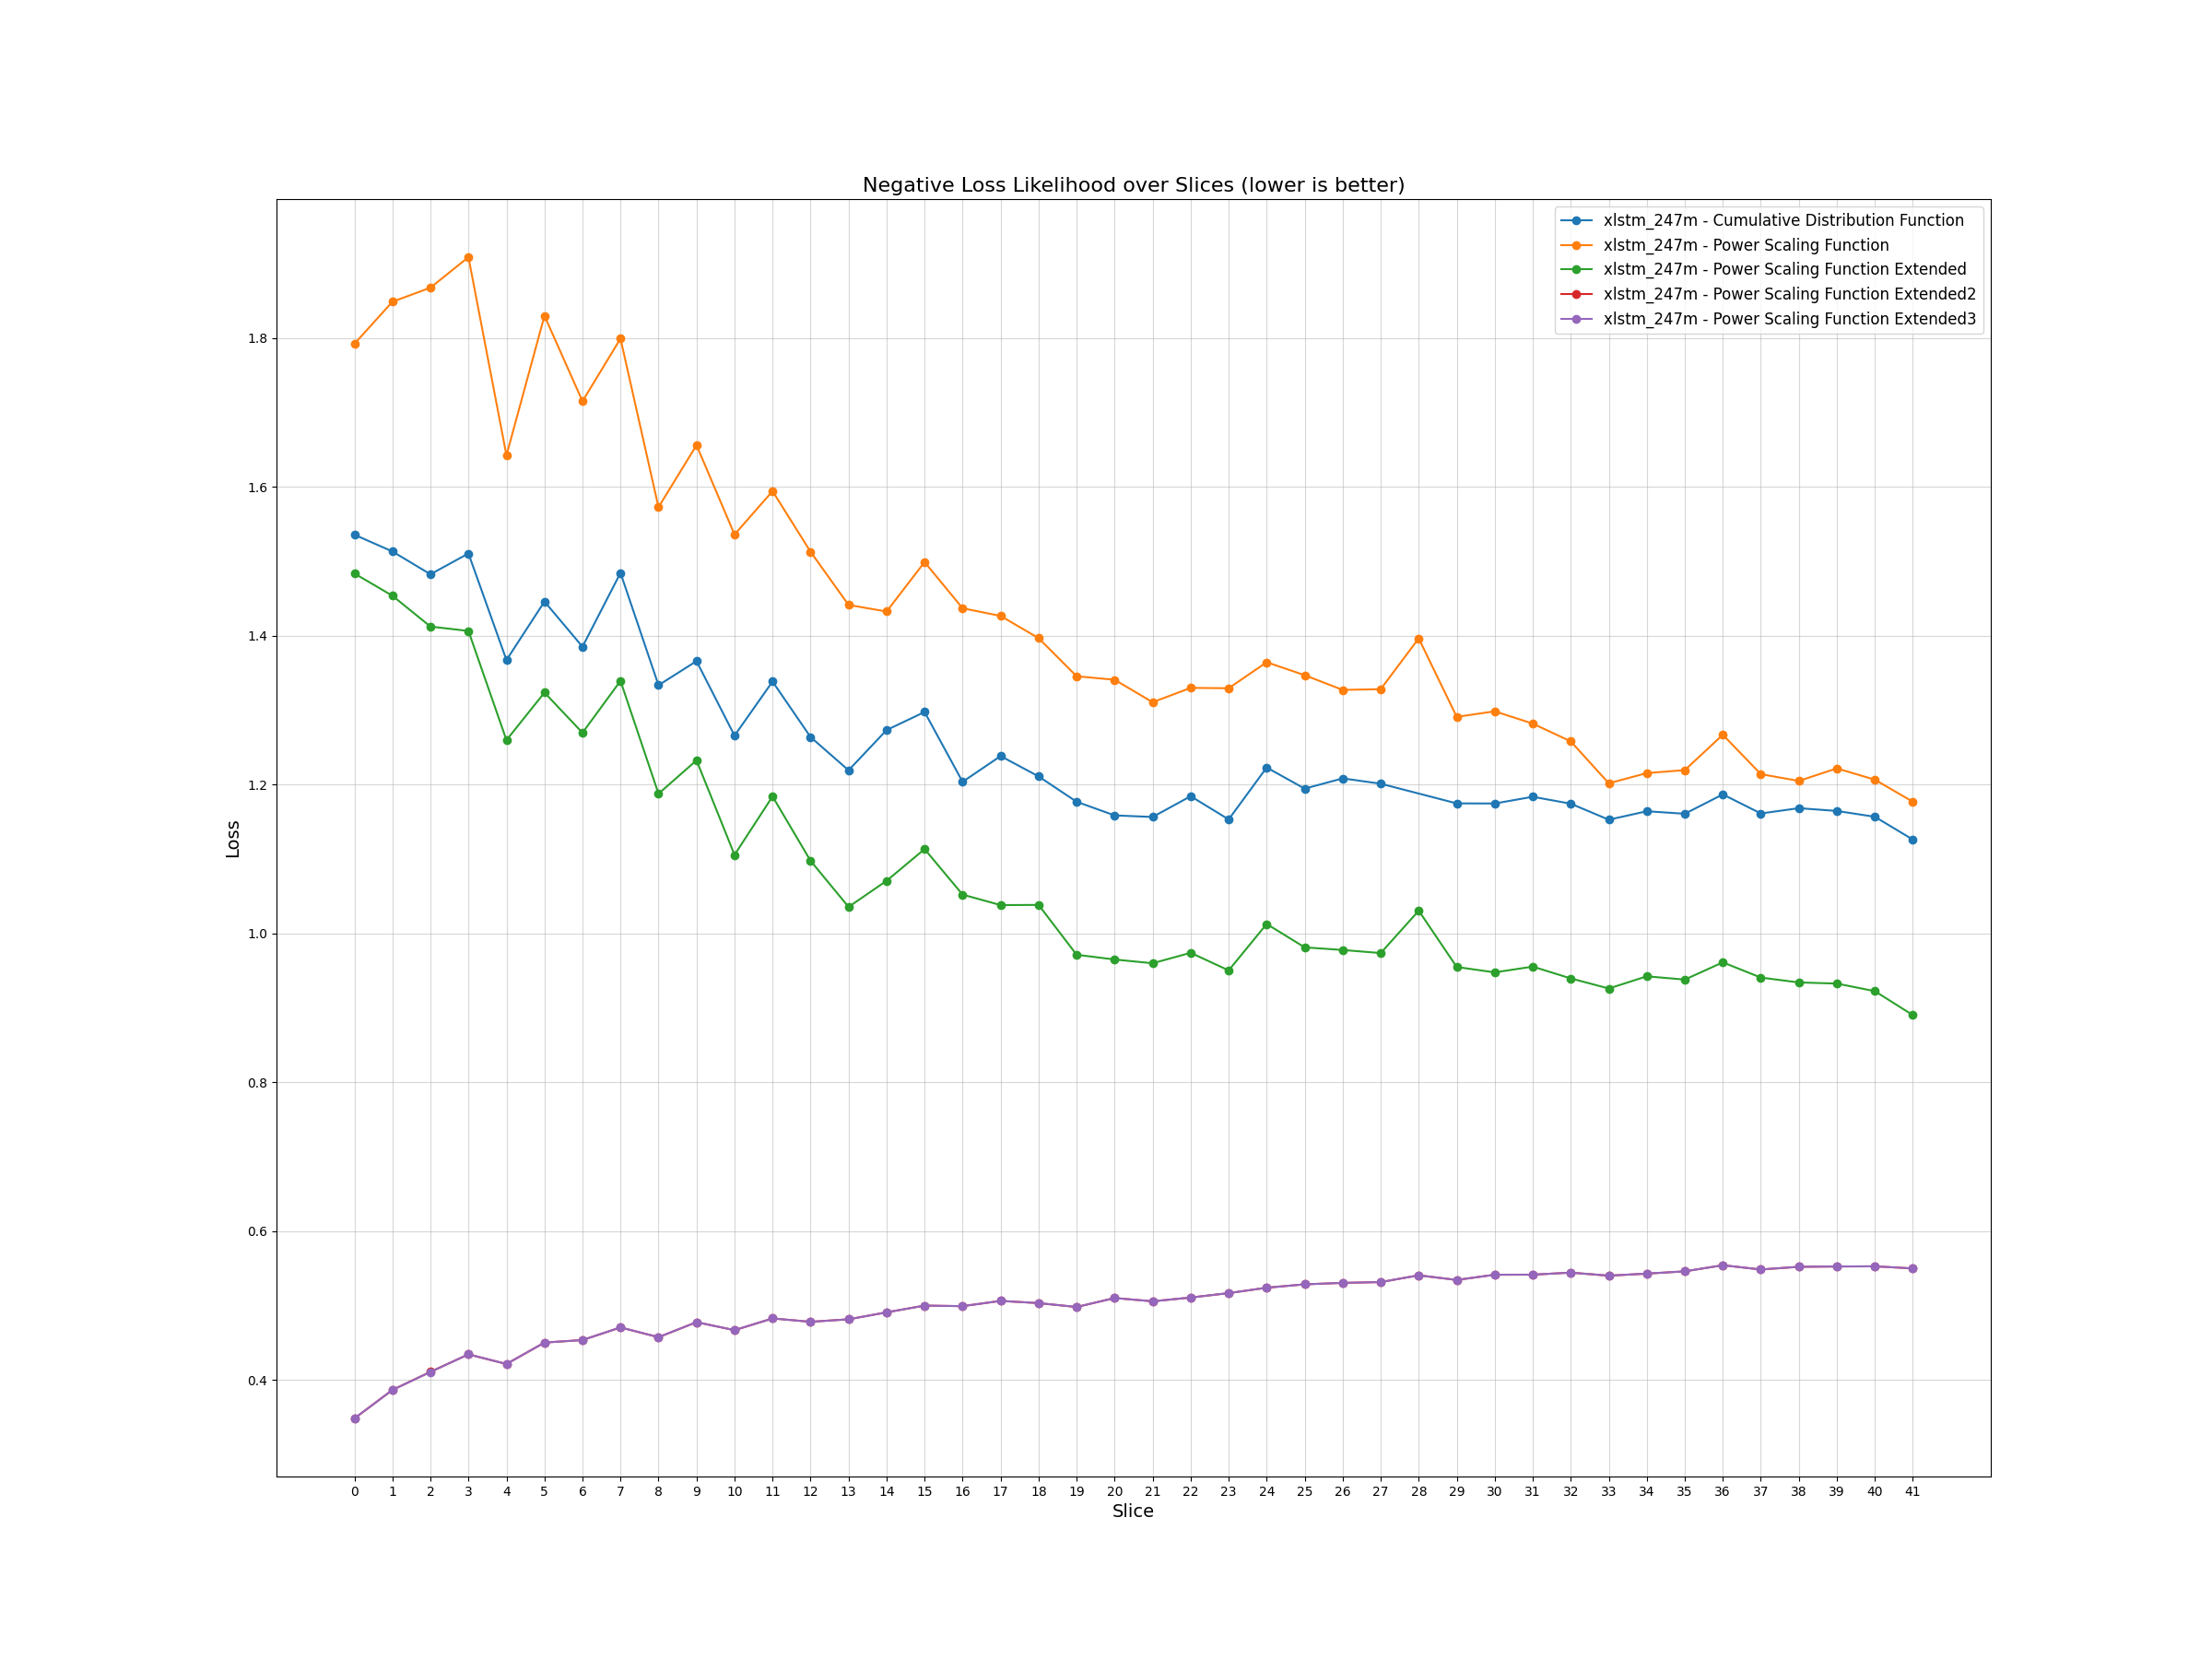 Negative Loss Likelihood over Slices (lower is better)
xlstm_247m - Cumulative Distribution Function
xlstm_247m - Power Scaling Function
xlstm_247m - Power Scaling Function Extended
xlstm_247m - Power Scaling Function Extended2
xlstm_247m - Power Scaling Function Extended3
1.8
1.6
1.4
1.2
1.0
0.8
0.6
0.4
Loss
0 1 2 3 4 5 6 7 8 9 10 11 12 13 14 15 16 17 18 19 20 21 22 23 24 25 26 27 28 29 30 31 32 33 34 35 36 37 38 39 40 41
Slice